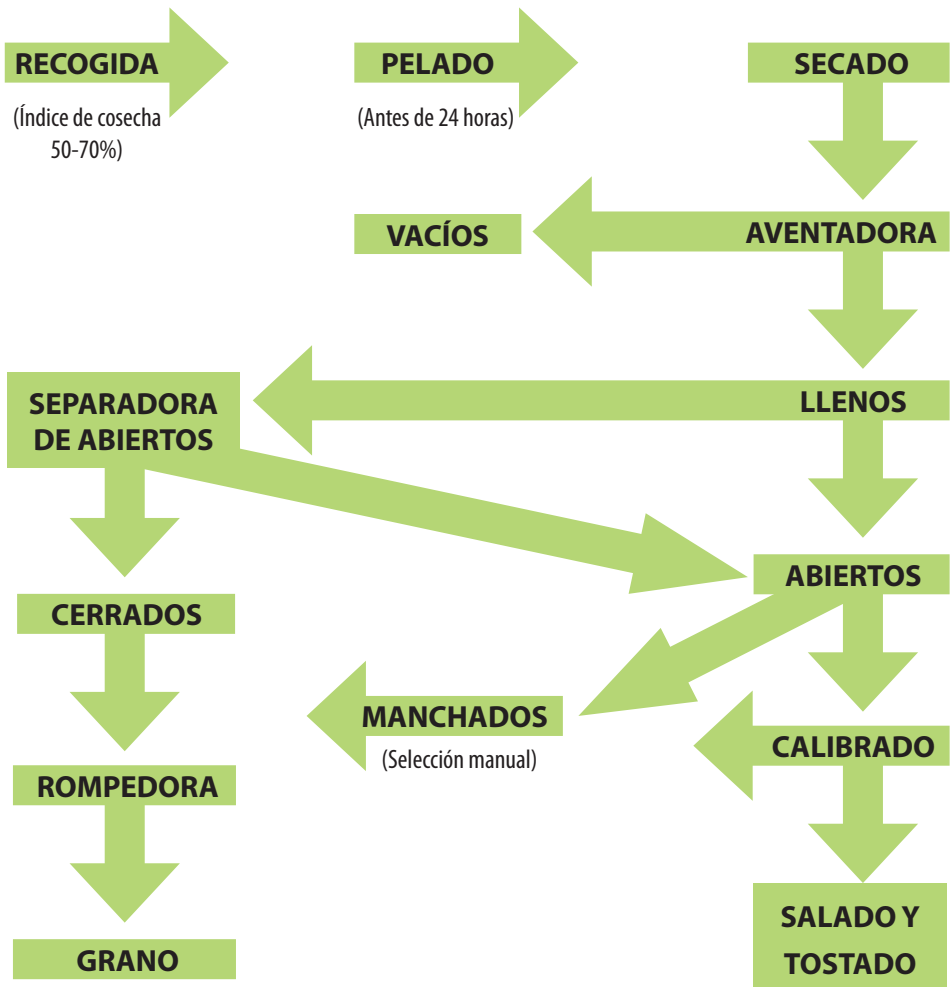 RECOGIDA
(Índice de cosecha
50-70%)
PELADO
(Antes de 24 horas)
SECADO
VACÍOS
AVENTADORA
SEPARADORA
DE ABIERTOS
LLENOS
ABIERTOS
CERRADOS
MANCHADOS
(Selección manual)
CALIBRADO
ROMPEDORA
GRANO
SALADO Y
TOSTADO